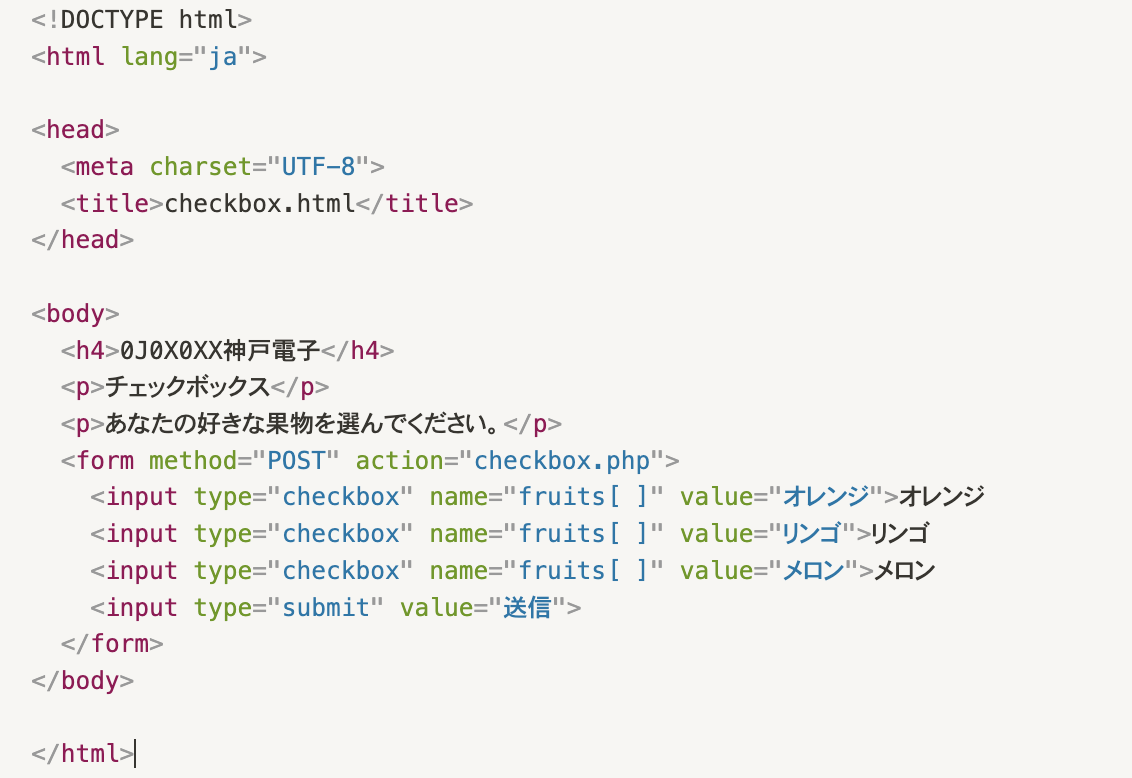 <!DOCTYPE html>
<html lang="ja">
<head>
<meta charset="UTF-8">
<title>checkbox.html</title>
</head>
<body>
<h4>0J0X0XX神戸電子</h4>
<p>チェックボックス</p>
<p>あなたの好きな果物を選んでください。</p>
<form method="POST" action="checkbox.php">
<input type="checkbox" name="fruits[ ]" value="オレンジ">オレンジ
<input type="checkbox" name="fruits[ ]" value="リンゴ">リンゴ
<input type="checkbox" name="fruits[ ]" value="メロン">メロン
<input type="submit" value="送信">
</form>
</body>
</html>